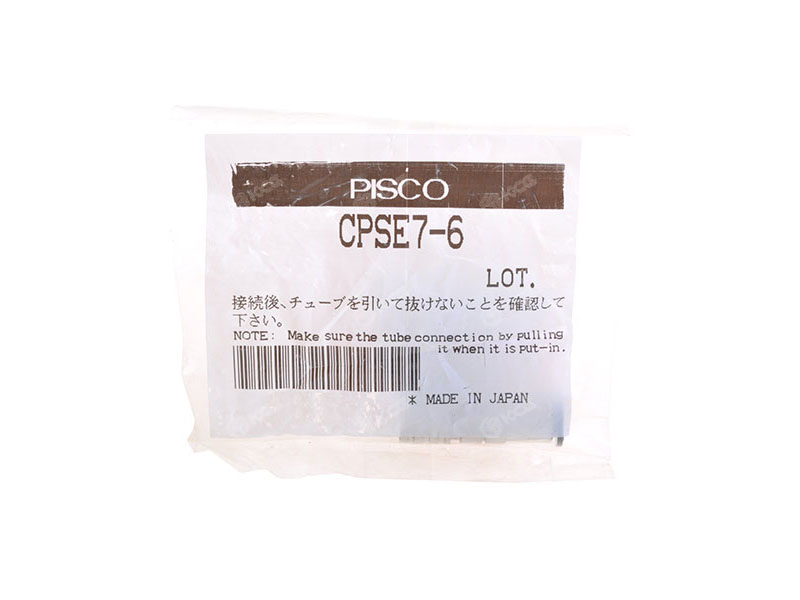 PISCO
CPSE7-6
LOT.
接続後、チューブを引いて抜けないことを確認して
下さい。
NOTE: Make sure the tube connection by pulling
it when it is put-in.
* MADE IN JAPAN